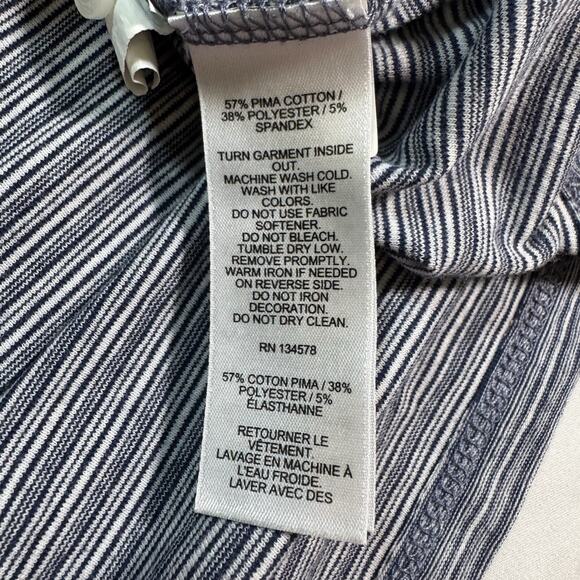 57% PIMA COTTON /
38% POLYESTER / 5%
SPANDEX
TURN GARMENT INSIDE
OUT.
MACHINE WASH COLD.
WASH WITH LIKE
COLORS.
DO NOT USE FABRIC
SOFTENER.
DO NOT BLEACH.
TUMBLE DRY LOW.
REMOVE PROMPTLY.
WARM IRON IF NEEDED
ON REVERSE SIDE.
DO NOT IRON
DECORATION.
DO NOT DRY CLEAN.
RN 134578
57% COTON PIMA / 38%
POLYESTER / 5%
ÉLASTHANNE
RETOURNER LE
VÊTEMENT.
LAVAGE EN MACHINE À
L'EAU FROIDE.
LAVER AVEC DES